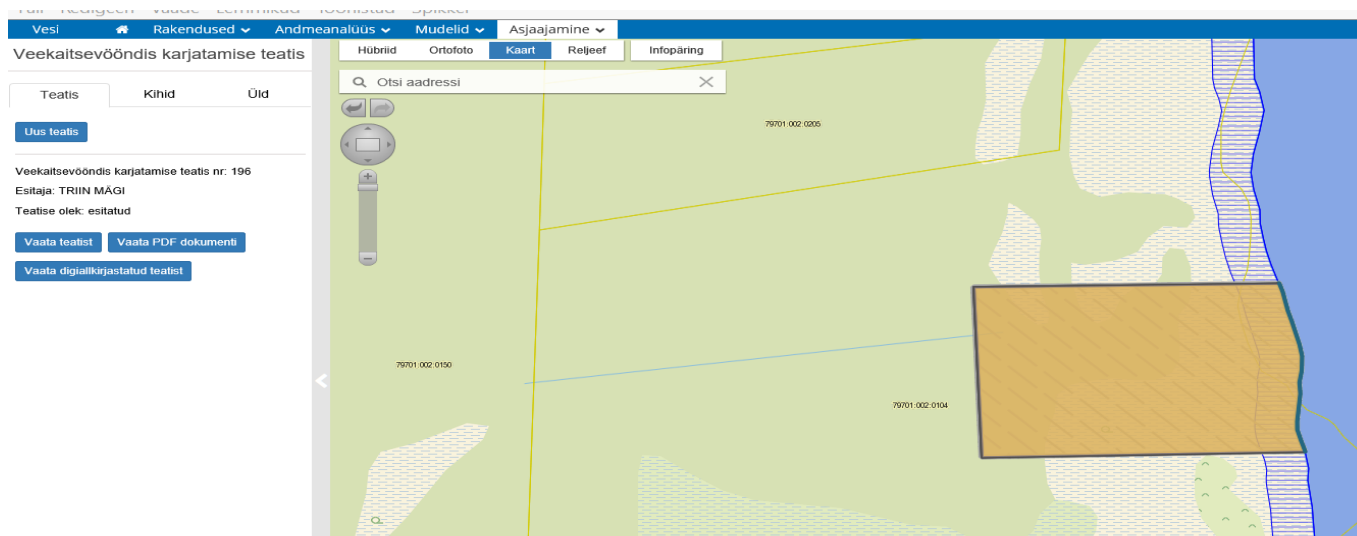 Vesi Rakendused Andmeanalüüs Mudelid Asjaajamine
Veekaitsevööndis karjatamise teatis
Teatis Kihid Üld
Uus teatis
Veekaitsevööndis karjatamise teatis nr: 196
Esitaja: TRIIN MÄGI
Teatise olek: esitatud
Vaata teatist Vaata PDF dokumenti
Vaata digiallkirjastatud teatist
Hübriid Ortofoto Kaart Reljeef Infopäring
Otsi aadressi
79701:002:0205
79701:002:0150
79701:002:0104